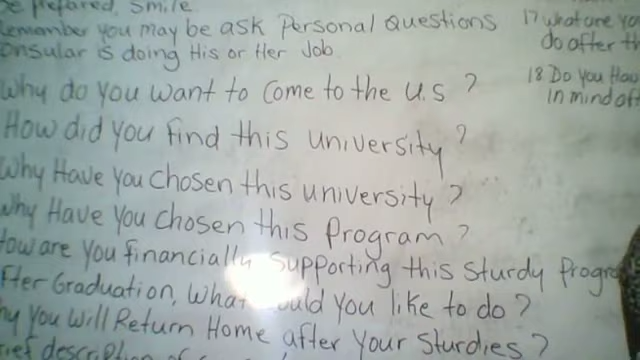 Be Prepared, Smile
Remember you may be ask Personal Questions
Consular is doing His or Her Job
Why do you want to Come to the U.S ?
How did you find this university ?
Why Have you chosen this university ?
Why Have you chosen this Program ?
How are you financially supporting this Sturdy Progra
After Graduation, What would you like to do ?
you will Return Home after your Sturdies ?
description of
17 what are yo
do after th
18 Do you Hav
in mind